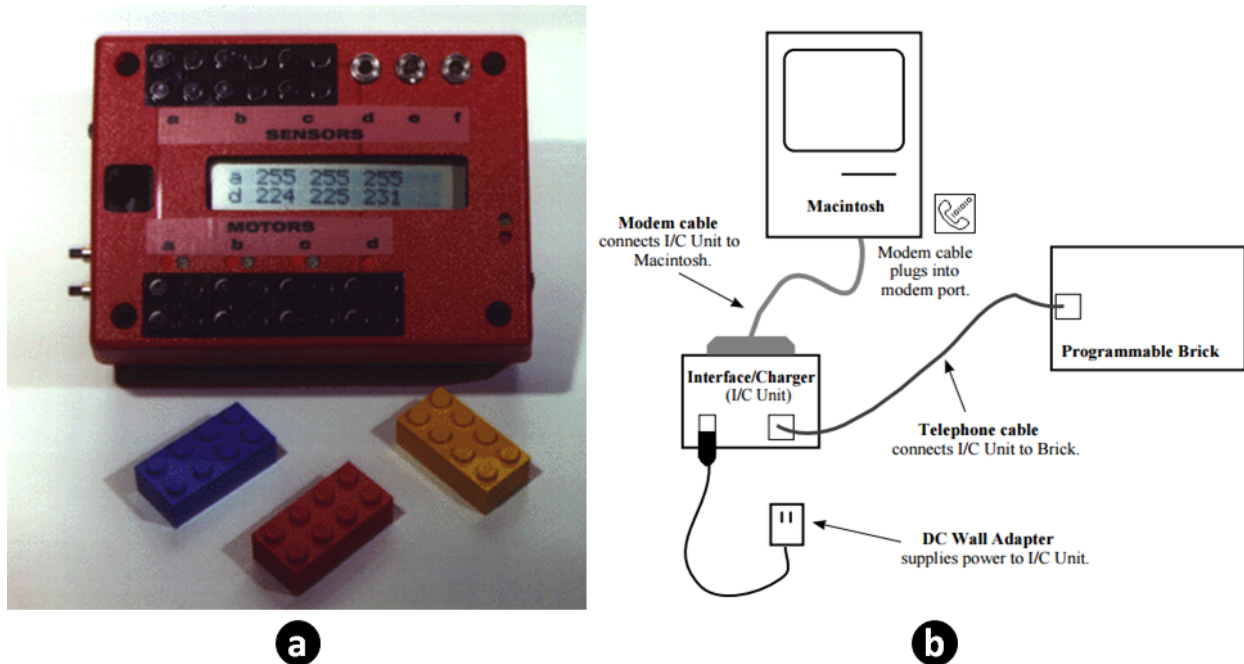 a b c d e f
SENSORS
a 255 255 255
d 224 225 231
MOTORS
a b c d
a
Macintosh
Modem cable
connects I/C Unit to
Macintosh.
Modem cable
plugs into
modem port.
Interface/Charger
(I/C Unit)
Programmable Brick
Telephone cable
connects I/C Unit to Brick.
DC Wall Adapter
supplies power to I/C Unit.
b